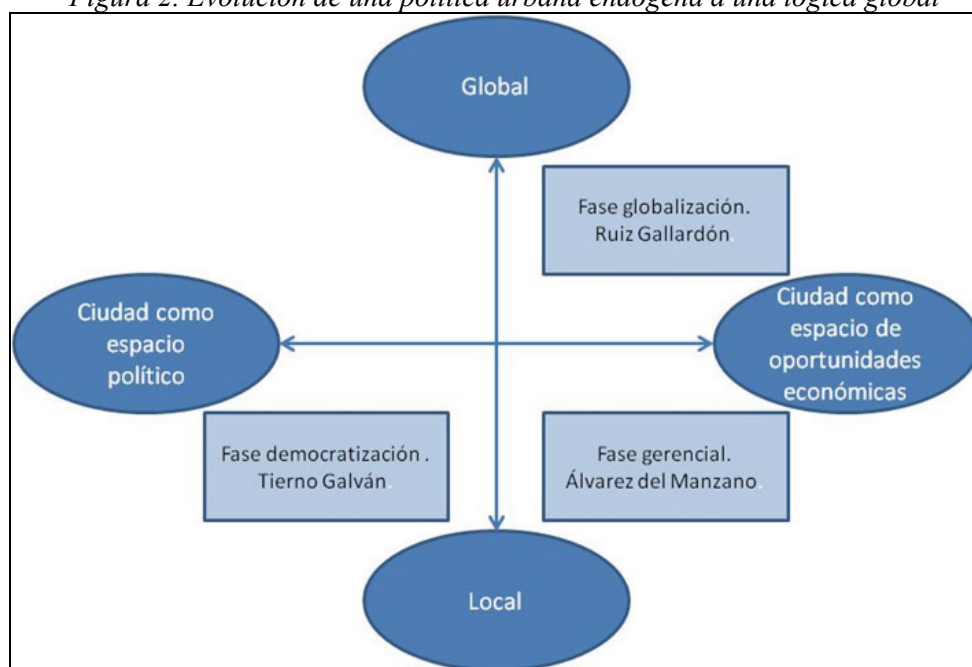 Figura 2. Evolución de una política urbana endógena a una lógica global
Global
Fase globalización.
Ruiz Gallardón.
Ciudad como
espacio
político
Ciudad como
espacio de
oportunidades
económicas
Fase democratización .
Tierno Galván.
Fase gerencial.
Álvarez del Manzano.
Local